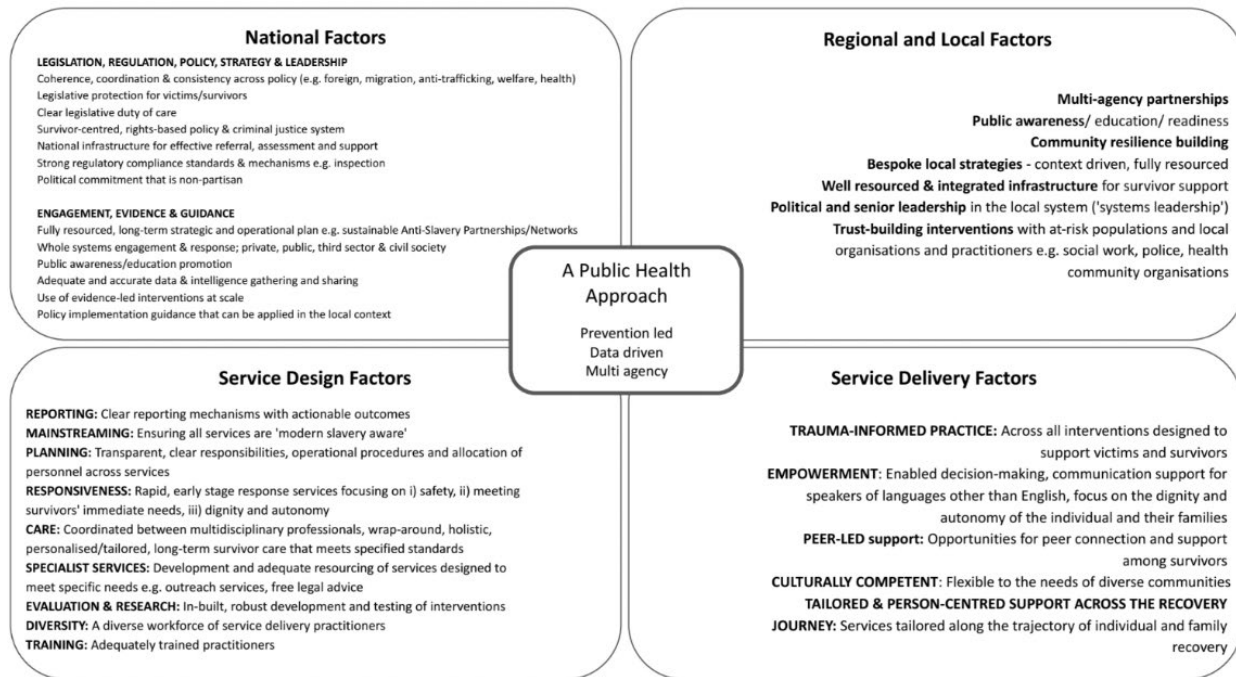 National Factors
LEGISLATION, REGULATION, POLICY, STRATEGY & LEADERSHIP
Coherence, coordination & consistency across policy (e.g. foreign, migration, anti-trafficking, welfare, health)
Legislative protection for victims/survivors
Clear legislative duty of care
Survivor-centred, rights-based policy & criminal justice system
National infrastructure for effective referral, assessment and support
Strong regulatory compliance standards & mechanisms e.g. inspection
Political commitment that is non-partisan
ENGAGEMENT, EVIDENCE & GUIDANCE
Fully resourced, long-term strategic and operational plan e.g. sustainable Anti-Slavery Partnerships/Networks
Whole systems engagement & response; private, public, third sector & civil society
Public awareness/education promotion
Adequate and accurate data & intelligence gathering and sharing
Use of evidence-led interventions at scale
Policy implementation guidance that can be applied in the local context
Regional and Local Factors
Multi-agency partnerships
Public awareness/ education/ readiness
Community resilience building
Bespoke local strategies - context driven, fully resourced
Well resourced & integrated infrastructure for survivor support
Political and senior leadership in the local system ('systems leadership')
Trust-building interventions with at-risk populations and local
organisations and practitioners e.g. social work, police, health
community organisations
A Public Health
Approach
Prevention led
Data driven
Multi agency
Service Design Factors
REPORTING: Clear reporting mechanisms with actionable outcomes
MAINSTREAMING: Ensuring all services are 'modern slavery aware'
PLANNING: Transparent, clear responsibilities, operational procedures and allocation of
personnel across services
RESPONSIVENESS: Rapid, early stage response services focusing on i) safety, ii) meeting
survivors' immediate needs, iii) dignity and autonomy
CARE: Coordinated between multidisciplinary professionals, wrap-around, holistic,
personalised/tailored, long-term survivor care that meets specified standards
SPECIALIST SERVICES: Development and adequate resourcing of services designed to
meet specific needs e.g. outreach services, free legal advice
EVALUATION & RESEARCH: In-built, robust development and testing of interventions
DIVERSITY: A diverse workforce of service delivery practitioners
TRAINING: Adequately trained practitioners
Service Delivery Factors
TRAUMA-INFORMED PRACTICE: Across all interventions designed to
support victims and survivors
EMPOWERMENT: Enabled decision-making, communication support for
speakers of languages other than English, focus on the dignity and
autonomy of the individual and their families
PEER-LED support: Opportunities for peer connection and support
among survivors
CULTURALLY COMPETENT: Flexible to the needs of diverse communities
TAILORED & PERSON-CENTRED SUPPORT ACROSS THE RECOVERY
JOURNEY: Services tailored along the trajectory of individual and family
recovery